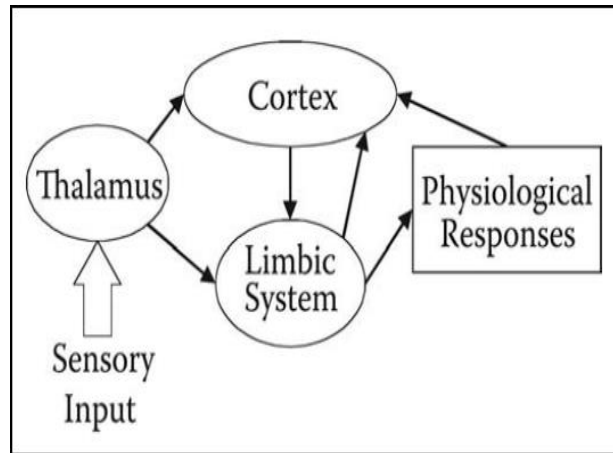 Cortex
Thalamus
Physiological
Responses
Limbic
System
Sensory
Input